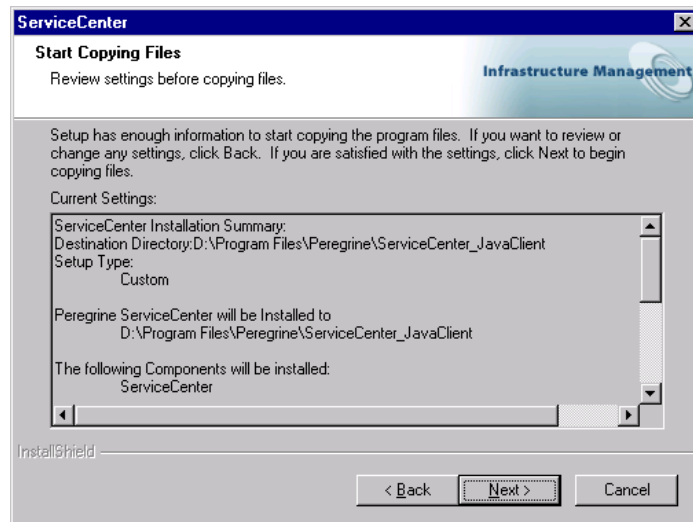 ServiceCenter
Start Copying Files
Review settings before copying files.
Infrastructure Management
Setup has enough information to start copying the program files.  If you want to review or
change any settings, click Back.  If you are satisfied with the settings, click Next to begin
copying files.
Current Settings:
ServiceCenter Installation Summary:
Destination Directory:D:\Program Files\Peregrine\ServiceCenter_JavaClient
Setup Type:
Custom
Peregrine ServiceCenter will be Installed to
D:\Program Files\Peregrine\ServiceCenter_JavaClient
The following Components will be installed:
ServiceCenter
InstallShield
< Back
Next >
Cancel